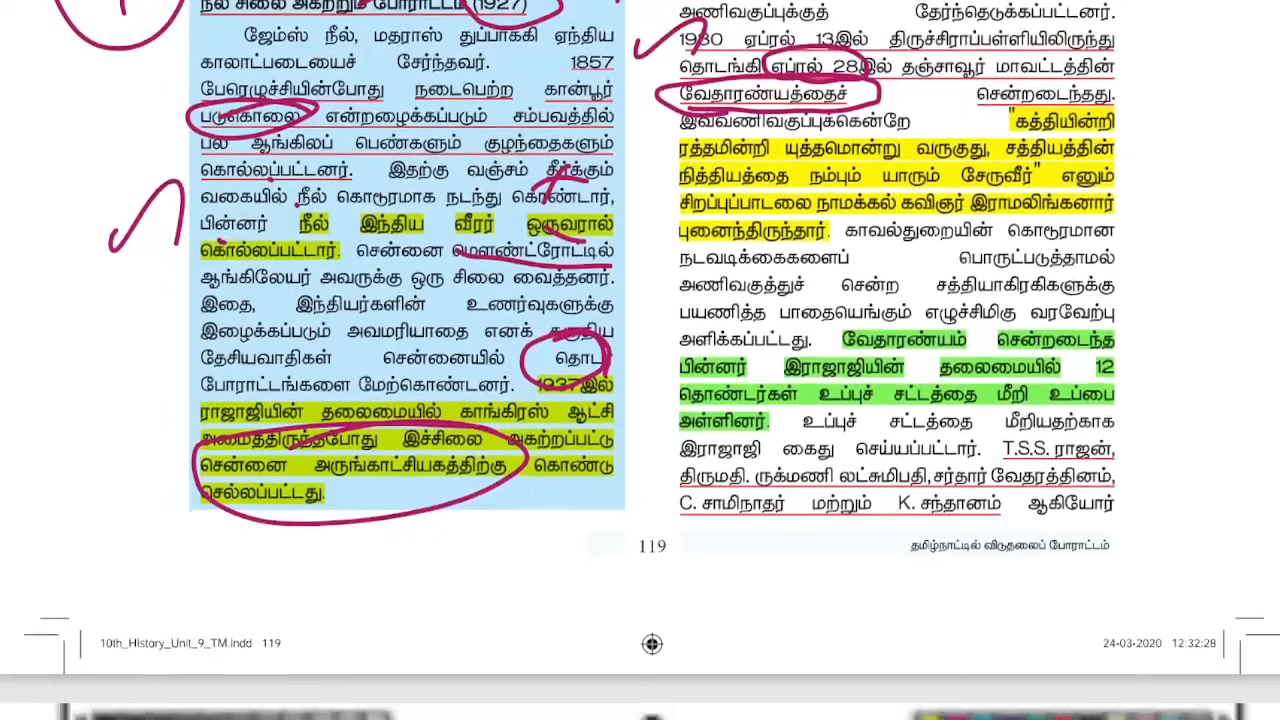 நீல் சிலை அகற்றும் போராட்டம் (1927)
ஜேம்ஸ் நீல், மதராஸ் துப்பாக்கி ஏந்திய
காலாட்படையைச் சேர்ந்தவர். 1857
பேரெழுச்சியின்போது நடைபெற்ற கான்பூர்
படுகொலை என்றழைக்கப்படும் சம்பவத்தில்
பல ஆங்கிலப் பெண்களும் குழந்தைகளும்
கொல்லப்பட்டனர். இதற்கு வஞ்சம் தீர்க்கும்
வகையில் நீல் கொடூரமாக நடந்து கொண்டார்,
பின்னர் நீல் இந்திய வீரர் ஒருவரால்
கொல்லப்பட்டார். சென்னை மௌண்ட்ரோட்டில்
ஆங்கிலேயர் அவருக்கு ஒரு சிலை வைத்தனர்.
இதை, இந்தியர்களின் உணர்வுகளுக்கு
இழைக்கப்படும் அவமரியாதை எனக் கருதிய
தேசியவாதிகள் சென்னையில் தொடர்
போராட்டங்களை மேற்கொண்டனர். 1937இல்
ராஜாஜியின் தலைமையில் காங்கிரஸ் ஆட்சி
அமைத்திருந்தபோது இச்சிலை அகற்றப்பட்டு
சென்னை அருங்காட்சியகத்திற்கு கொண்டு
செல்லப்பட்டது.
அணிவகுப்புக்குத் தேர்ந்தெடுக்கப்பட்டனர்.
1930 ஏப்ரல் 13இல் திருச்சிராப்பள்ளியிலிருந்து
தொடங்கி ஏப்ரல் 28இல் தஞ்சாவூர் மாவட்டத்தின்
வேதாரண்யத்தைச் சென்றடைந்தது.
இவ்வணிவகுப்புக்கென்றே "கத்தியின்றி
ரத்தமின்றி யுத்தமொன்று வருகுது, சத்தியத்தின்
நித்தியத்தை நம்பும் யாரும் சேருவீர்" எனும்
சிறப்புப்பாடலை நாமக்கல் கவிஞர் இராமலிங்கனார்
புனைந்திருந்தார். காவல்துறையின் கொடூரமான
நடவடிக்கைகளைப் பொருட்படுத்தாமல்
அணிவகுத்துச் சென்ற சத்தியாகிரகிகளுக்கு
பயணித்த பாதையெங்கும் எழுச்சிமிகு வரவேற்பு
அளிக்கப்பட்டது. வேதாரண்யம் சென்றடைந்த
பின்னர் இராஜாஜியின் தலைமையில் 12
தொண்டர்கள் உப்புச் சட்டத்தை மீறி உப்பை
அள்ளினர். உப்புச் சட்டத்தை மீறியதற்காக
இராஜாஜி கைது செய்யப்பட்டார். T.S.S. ராஜன்,
திருமதி. ருக்மணி லட்சுமிபதி, சர்தார் வேதரத்தினம்,
C. சாமிநாதர் மற்றும் K. சந்தானம் ஆகியோர்
119
தமிழ்நாட்டில் விடுதலைப் போராட்டம்
10th_History_Unit_9_TM.indd 119
24-03-2020 12:32:28